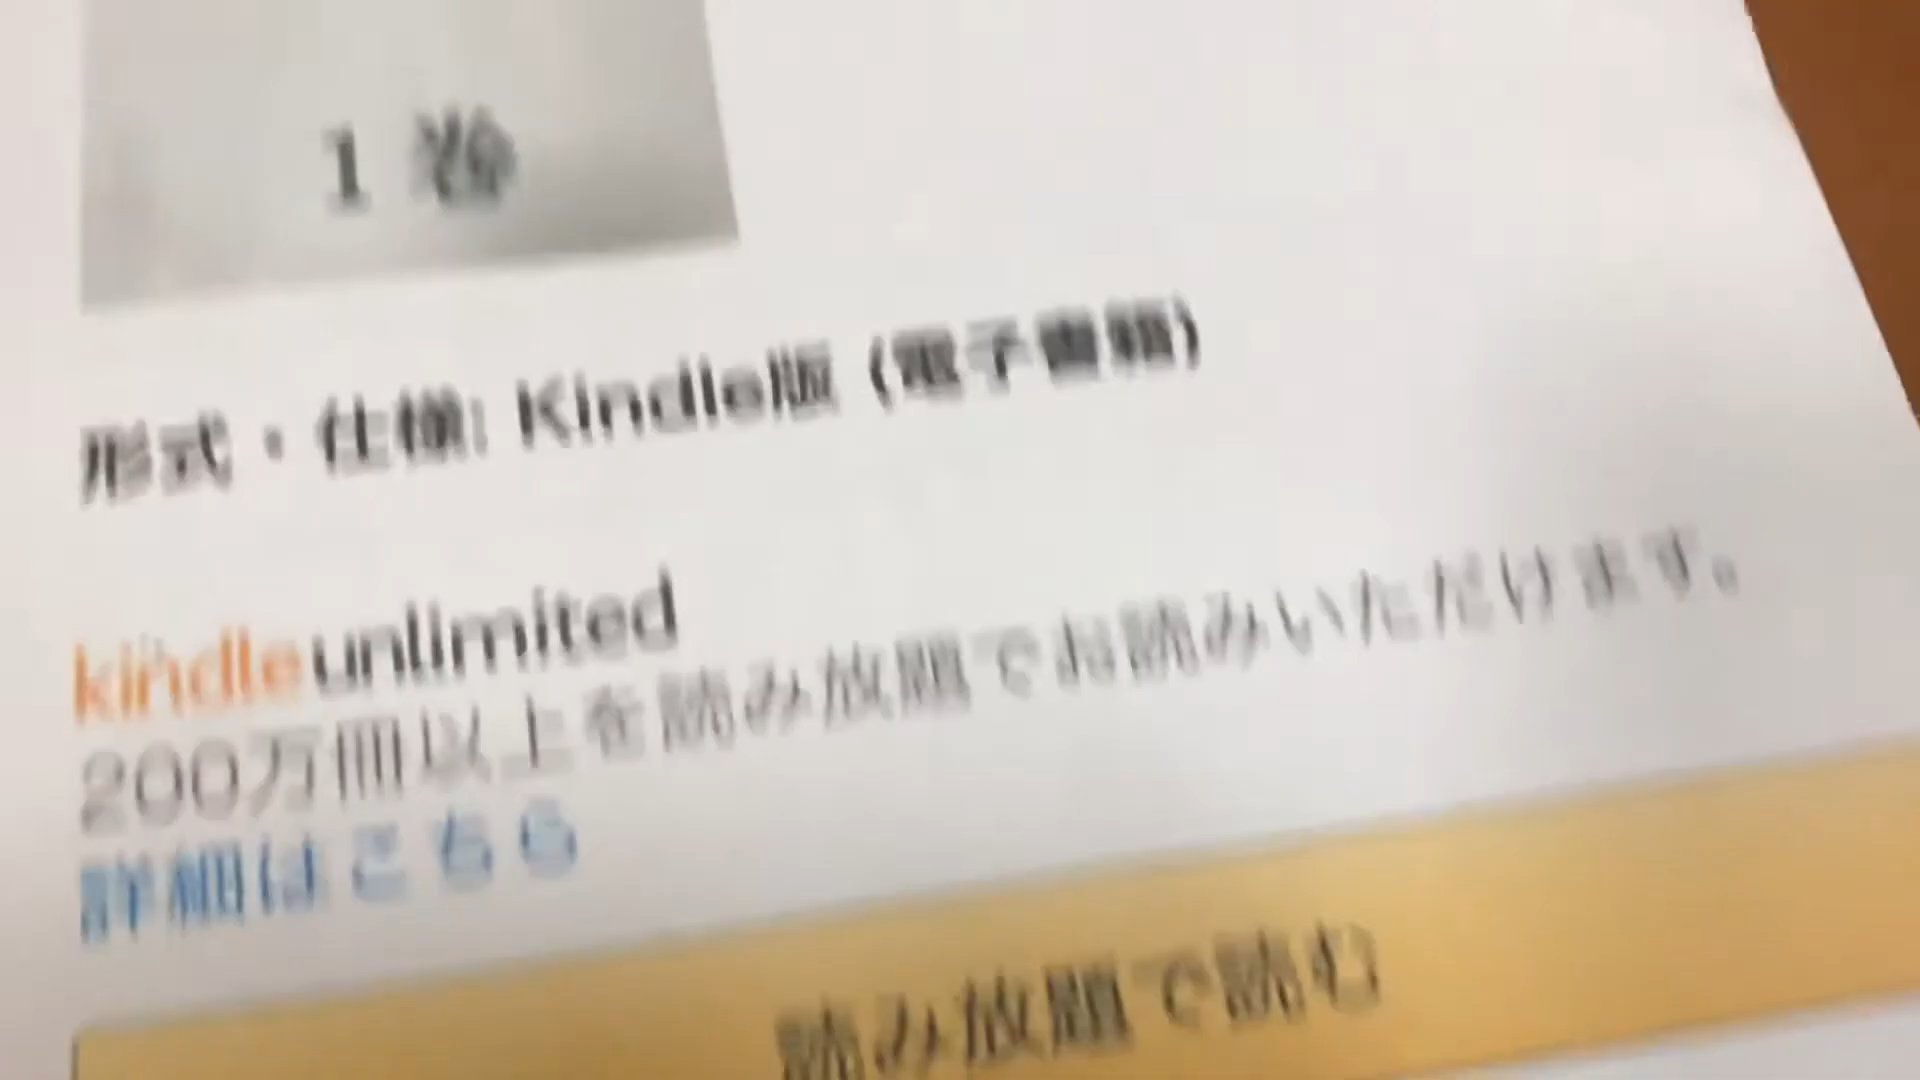 1 巻
形式・仕様: Kindle版 (電子書籍)
kindleunlimited
200万冊以上を読み放題でお読みいただけます。
詳細はこちら
読み放題で読む